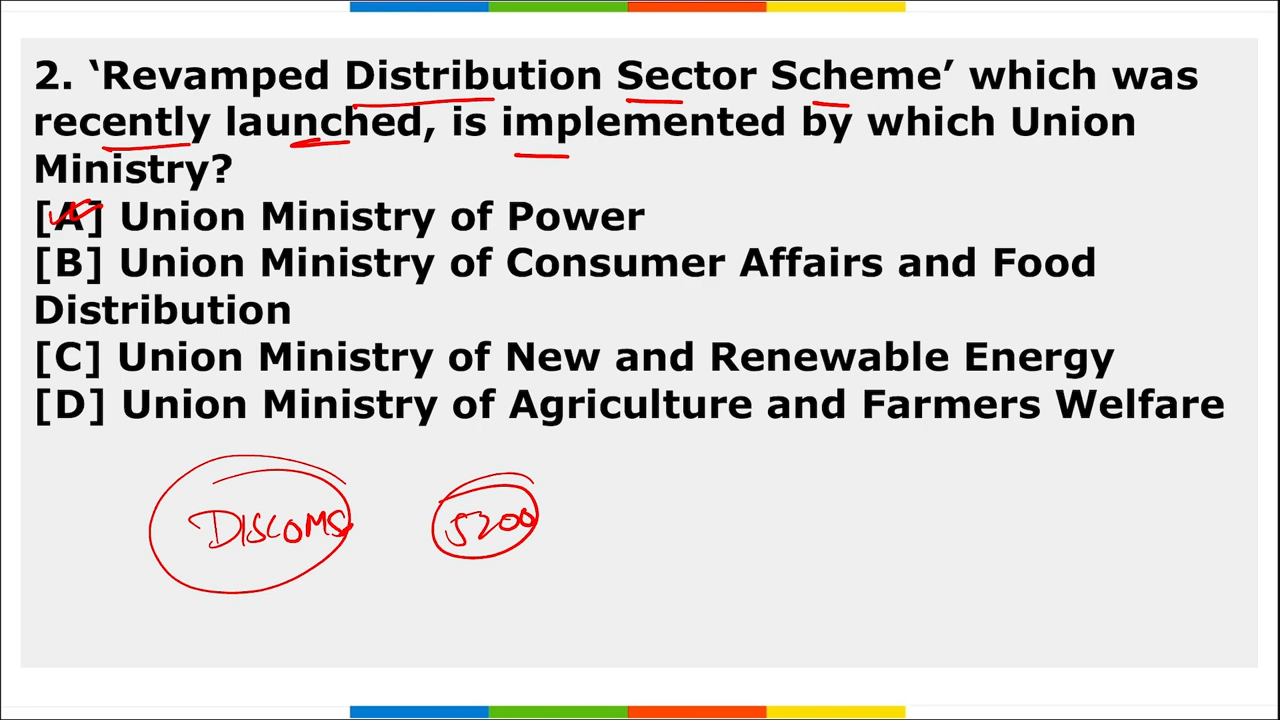 2. ‘Revamped Distribution Sector Scheme’ which was
recently launched, is implemented by which Union
Ministry?
[A] Union Ministry of Power
[B] Union Ministry of Consumer Affairs and Food
Distribution
[C] Union Ministry of New and Renewable Energy
[D] Union Ministry of Agriculture and Farmers Welfare
DISCOMS 5200